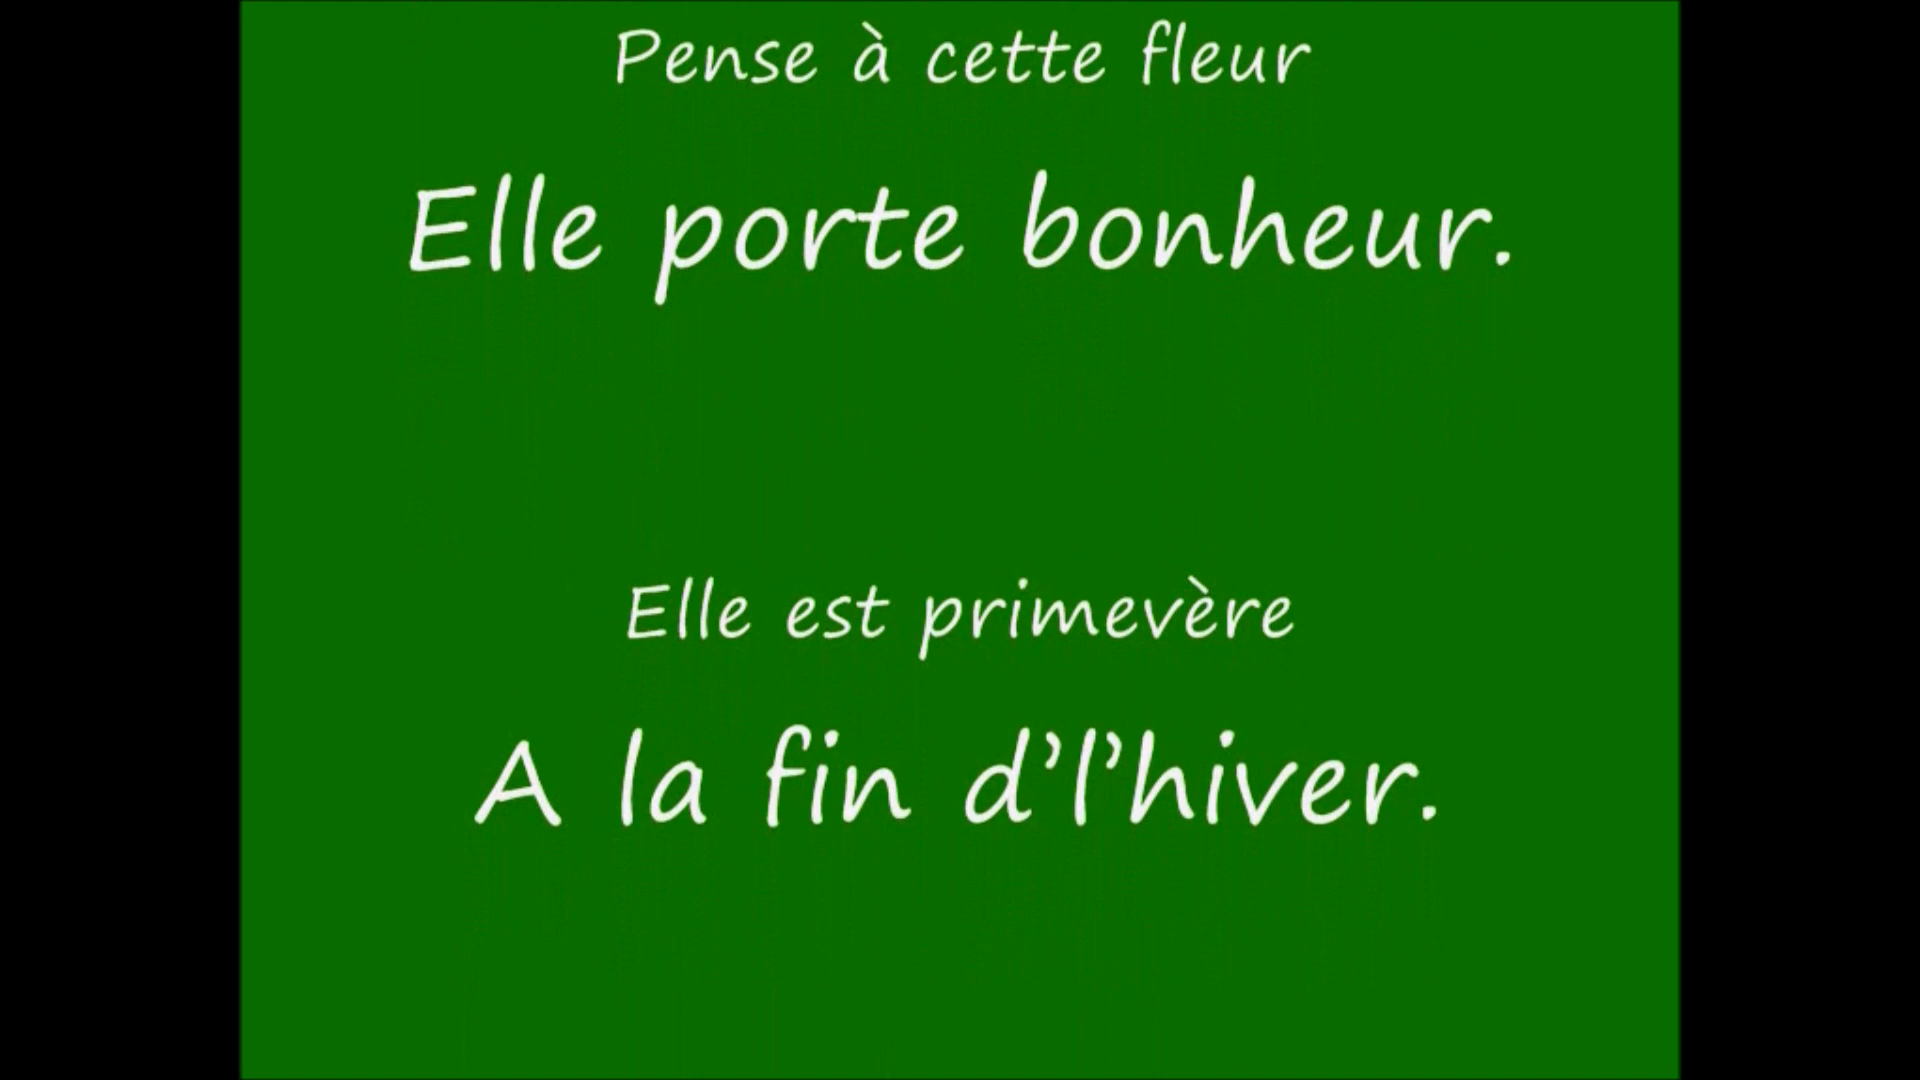 Pense à cette fleur
Elle porte bonheur.
Elle est primevère
A la fin d’l’hiver.